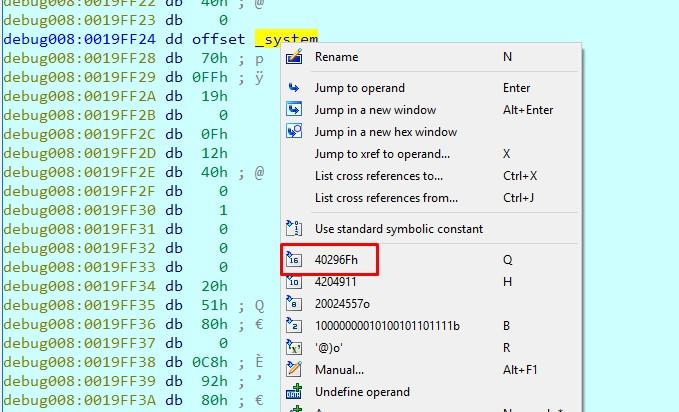 debug008:0019FF22 db 40h ; @
debug008:0019FF23 db 0
debug008:0019FF24 dd offset _system
debug008:0019FF28 db 70h ; p
debug008:0019FF29 db 0FFh ; ÿ
debug008:0019FF2A db 19h
debug008:0019FF2B db 0
debug008:0019FF2C db 0Fh
debug008:0019FF2D db 12h
debug008:0019FF2E db 40h ; @
debug008:0019FF2F db 0
debug008:0019FF30 db 1
debug008:0019FF31 db 0
debug008:0019FF32 db 0
debug008:0019FF33 db 0
debug008:0019FF34 db 20h
debug008:0019FF35 db 51h ; Q
debug008:0019FF36 db 80h ; €
debug008:0019FF37 db 0
debug008:0019FF38 db 0C8h ; È
debug008:0019FF39 db 92h ; ’
debug008:0019FF3A db 80h ; €
Rename N
Jump to operand Enter
Jump in a new window Alt+Enter
Jump in a new hex window
Jump to xref to operand... X
List cross references to... Ctrl+X
List cross references from... Ctrl+J
Use standard symbolic constant
16 40296Fh Q
10 4204911 H
8 20024557o
2 10000000010100101101111b B
'x' '@)o' R
Manual... Alt+F1
DATA Undefine operand